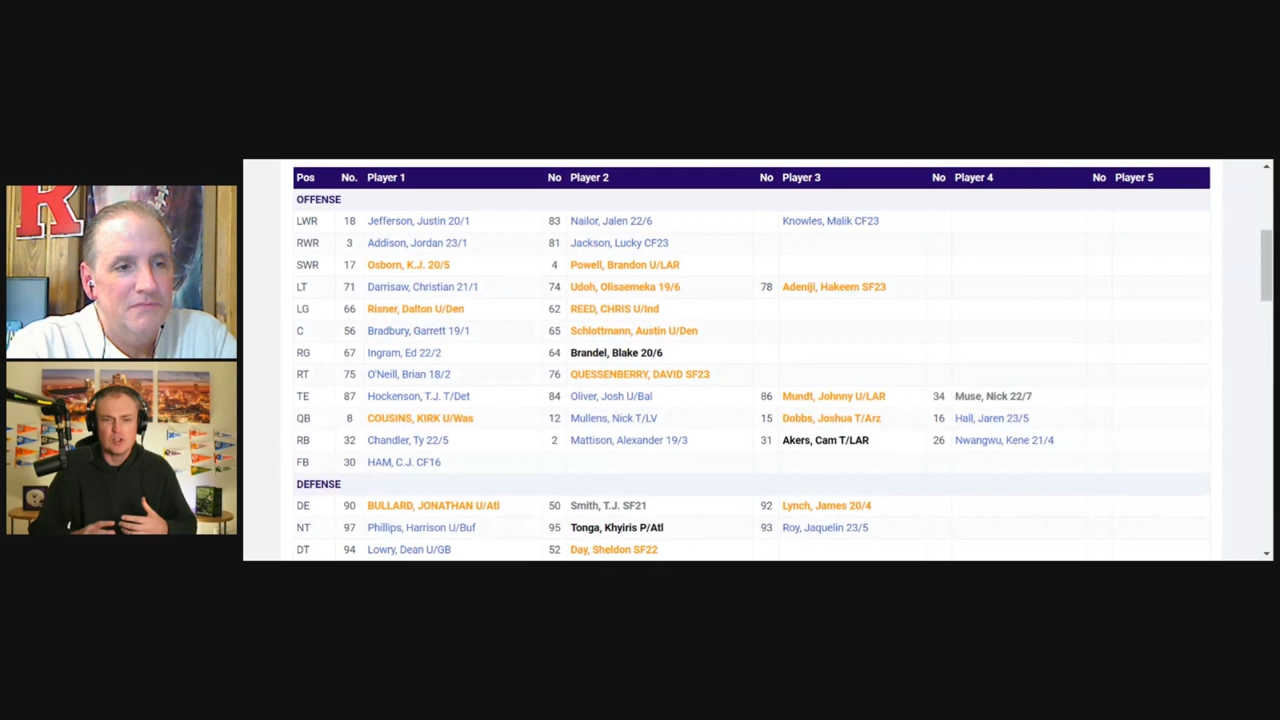 R
Pos No. Player 1 No Player 2 No Player 3 No Player 4 No Player 5
OFFENSE
LWR 18 Jefferson, Justin 20/1 83 Nailor, Jalen 22/6 Knowles, Malik CF23
RWR 3 Addison, Jordan 23/1 81 Jackson, Lucky CF23
SWR 17 Osborn, K.J. 20/5 4 Powell, Brandon U/LAR
LT 71 Darrisaw, Christian 21/1 74 Udoh, Olisaemeka 19/6 78 Adeniji, Hakeem SF23
LG 66 Risner, Dalton U/Den 62 REED, CHRIS U/Ind
C 56 Bradbury, Garrett 19/1 65 Schlottmann, Austin U/Den
RG 67 Ingram, Ed 22/2 64 Brandel, Blake 20/6
RT 75 O'Neill, Brian 18/2 76 QUESSENBERRY, DAVID SF23
TE 87 Hockenson, T.J. T/Det 84 Oliver, Josh U/Bal 86 Mundt, Johnny U/LAR 34 Muse, Nick 22/7
QB 8 COUSINS, KIRK U/Was 12 Mullens, Nick T/LV 15 Dobbs, Joshua T/Arz 16 Hall, Jaren 23/5
RB 32 Chandler, Ty 22/5 2 Mattison, Alexander 19/3 31 Akers, Cam T/LAR 26 Nwangwu, Kene 21/4
FB 30 HAM, C.J. CF16
DEFENSE
DE 90 BULLARD, JONATHAN U/Atl 50 Smith, T.J. SF21 92 Lynch, James 20/4
NT 97 Phillips, Harrison U/Buf 95 Tonga, Khyiris P/Atl 93 Roy, Jaquelin 23/5
DT 94 Lowry, Dean U/GB 52 Day, Sheldon SF22